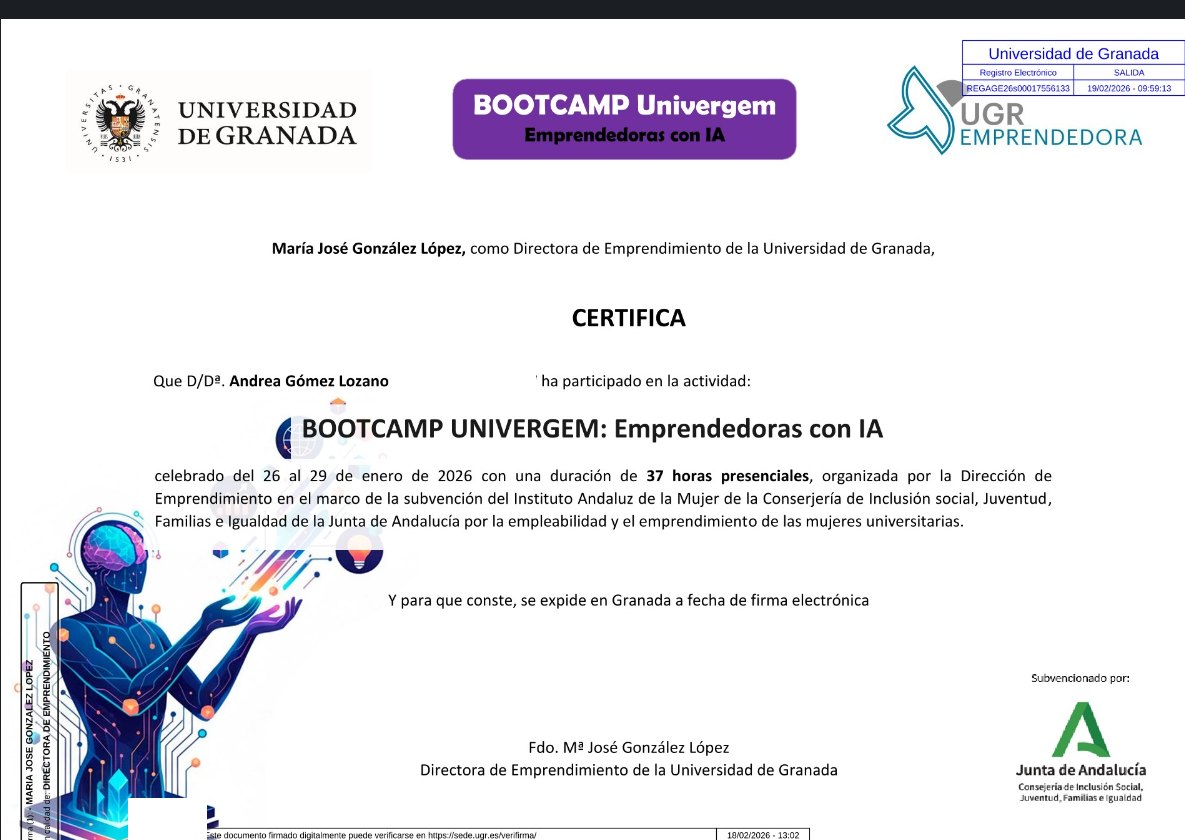 Universidad de Granada
Registro Electrónico SALIDA
REGAGE26s00017556133 19/02/2026 - 09:59:13
UNIVERSITAS GRANATENSIS 1531
UNIVERSIDAD
DE GRANADA
BOOTCAMP Univergem
Emprendedoras con IA
UGR
EMPRENDEDORA
María José González López, como Directora de Emprendimiento de la Universidad de Granada,
CERTIFICA
Que D/Dª. Andrea Gómez Lozano ha participado en la actividad:
BOOTCAMP UNIVERGEM: Emprendedoras con IA
celebrado del 26 al 29 de enero de 2026 con una duración de 37 horas presenciales, organizada por la Dirección de
Emprendimiento en el marco de la subvención del Instituto Andaluz de la Mujer de la Conserjería de Inclusión social, Juventud,
Familias e Igualdad de la Junta de Andalucía por la empleabilidad y el emprendimiento de las mujeres universitarias.
Y para que conste, se expide en Granada a fecha de firma electrónica
Subvencionado por:
Junta de Andalucía
Consejería de Inclusión Social,
Juventud, Familias e Igualdad
Fdo. Mª José González López
Directora de Emprendimiento de la Universidad de Granada
(1) - MARIA JOSE GONZALEZ LOPEZ
de: DIRECTORA DE EMPRENDIMIENTO
ste documento firmado digitalmente puede verificarse en https://sede.ugr.es/verifirma/
18/02/2026 - 13:02